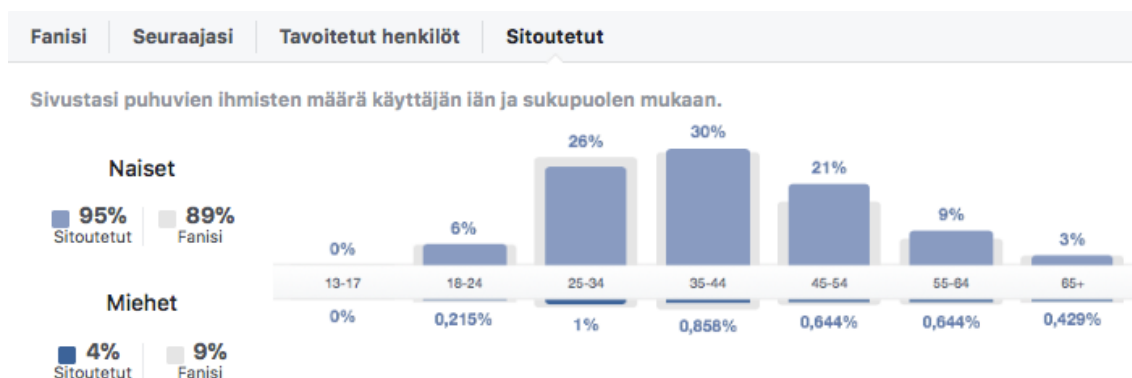 Fanisi Seuraajasi Tavoitetut henkilöt Sitoutetut
Sivustasi puhuvien ihmisten määrä käyttäjän iän ja sukupuolen mukaan.
Naiset
95% 89%
Sitoutetut Fanisi
0% 6% 26% 30% 21% 9% 3%
13-17 18-24 25-34 35-44 45-54 55-64 65+
0% 0,215% 1% 0,858% 0,644% 0,644% 0,429%
Miehet
4% 9%
Sitoutetut Fanisi